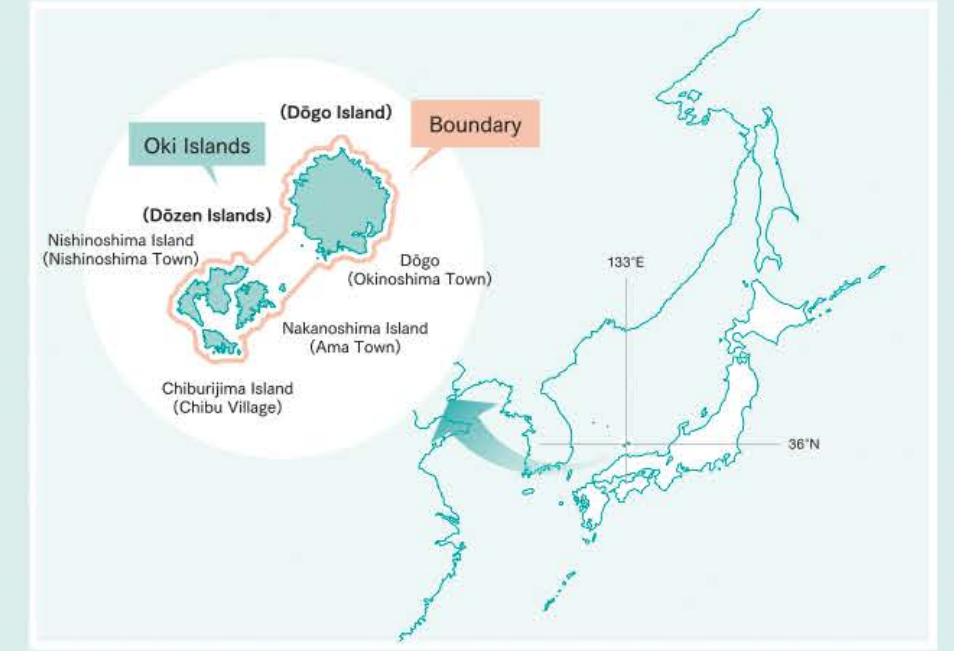 (Dōgo Island)
Boundary
Oki Islands
(Dōzen Islands)
Nishinoshima Island
(Nishinoshima Town)
Dōgo
(Okinoshima Town)
Nakanoshima Island
(Ama Town)
Chiburijima Island
(Chibu Village)
133°E
36°N